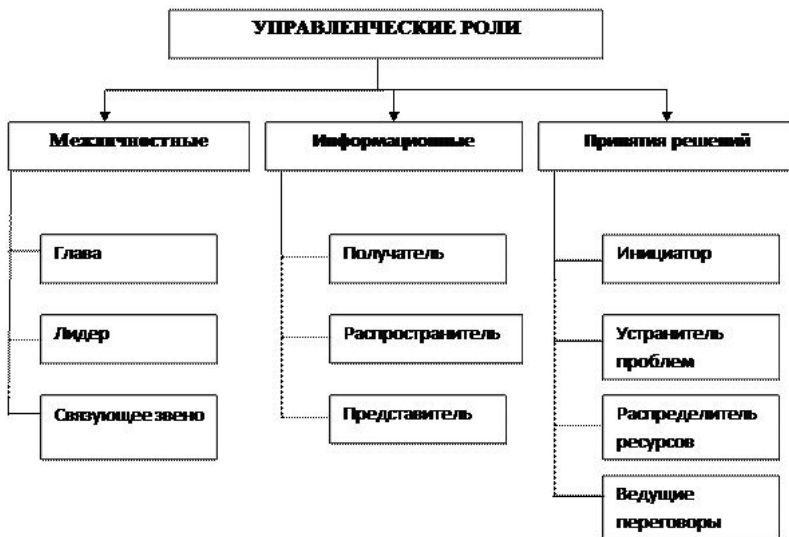 УПРАВЛЕНЧЕСКИЕ РОЛИ
Межличностные
Информационные
Принятия решений
Глава
Получатель
Инициатор
Лидер
Распространитель
Устранитель
проблем
Связующее звено
Представитель
Распределитель
ресурсов
Ведущие
переговоры